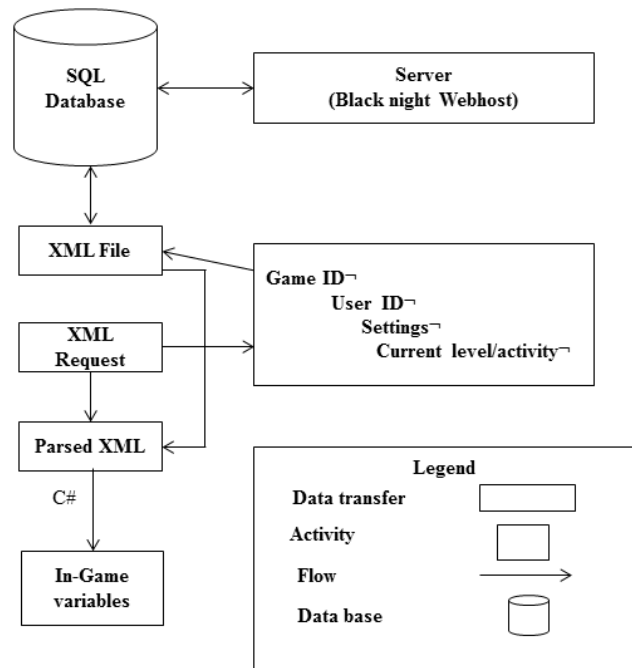 SQL
Database
Server
(Black night Webhost)
XML File
Game ID¬
User ID¬
Settings¬
Current level/activity¬
XML
Request
Parsed XML
C#
In-Game
variables
Legend
Data transfer
Activity
Flow
Data base